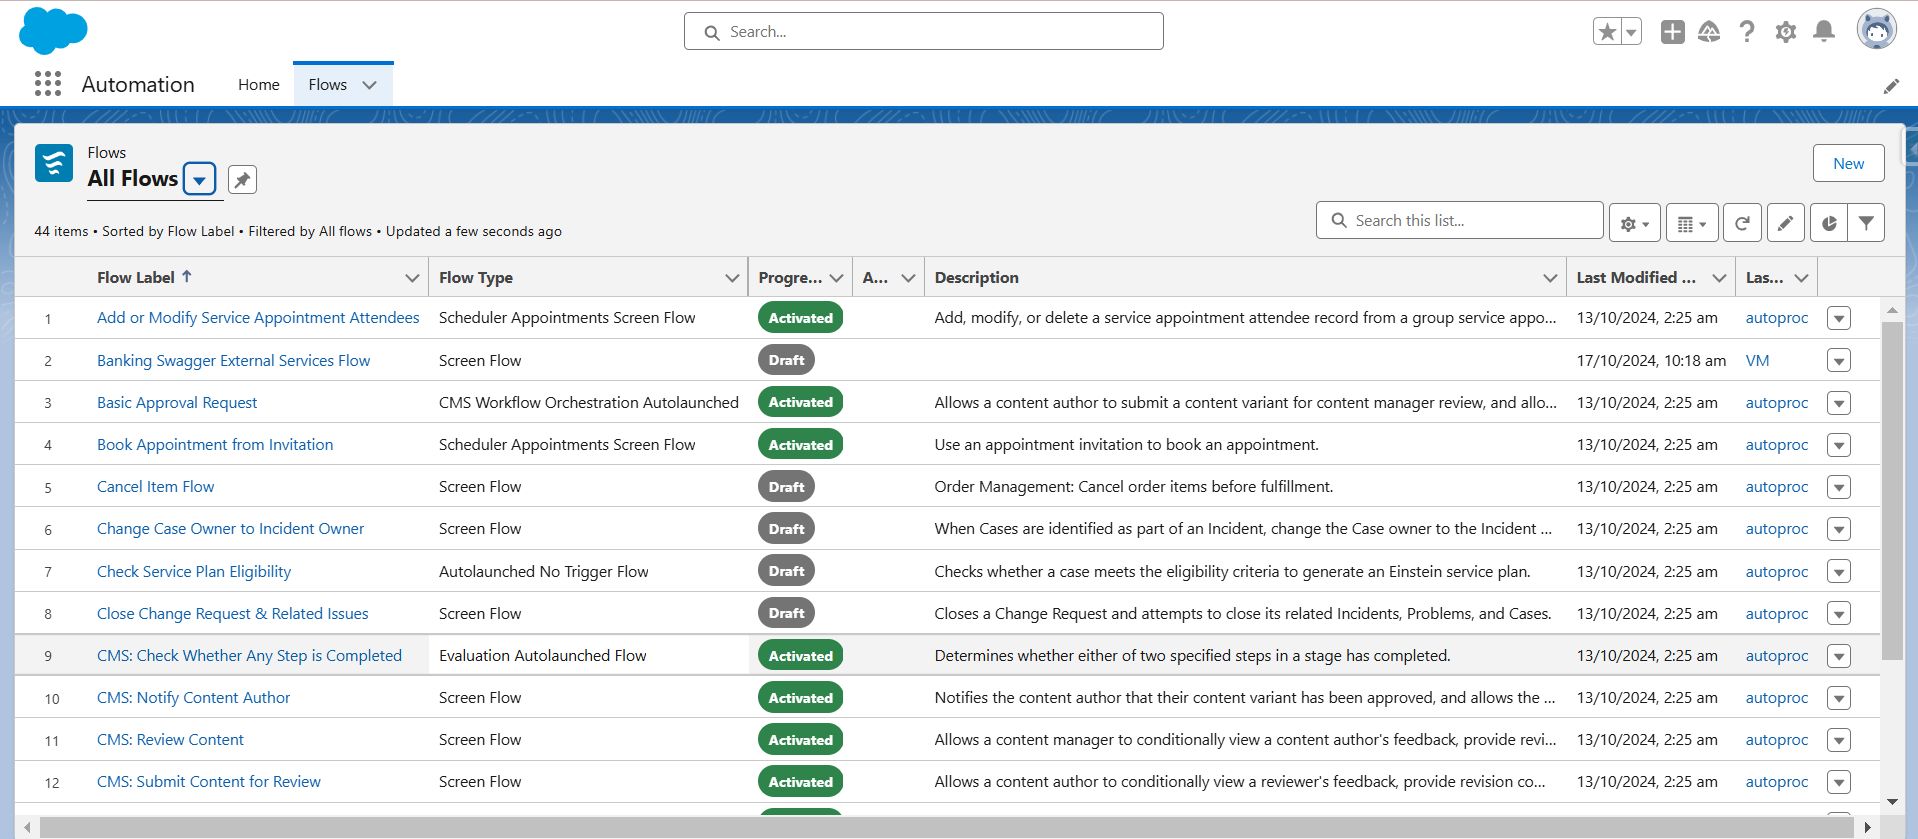 Search...
Automation Home Flows
Flows
All Flows
New
44 items • Sorted by Flow Label • Filtered by All flows • Updated a few seconds ago
Search this list...
Flow Label ↑ Flow Type Progre... A... Description Last Modified ... Las...
1 Add or Modify Service Appointment Attendees Scheduler Appointments Screen Flow Activated Add, modify, or delete a service appointment attendee record from a group service appo... 13/10/2024, 2:25 am autoproc
2 Banking Swagger External Services Flow Screen Flow Draft 17/10/2024, 10:18 am VM
3 Basic Approval Request CMS Workflow Orchestration Autolaunched Activated Allows a content author to submit a content variant for content manager review, and allo... 13/10/2024, 2:25 am autoproc
4 Book Appointment from Invitation Scheduler Appointments Screen Flow Activated Use an appointment invitation to book an appointment. 13/10/2024, 2:25 am autoproc
5 Cancel Item Flow Screen Flow Draft Order Management: Cancel order items before fulfillment. 13/10/2024, 2:25 am autoproc
6 Change Case Owner to Incident Owner Screen Flow Draft When Cases are identified as part of an Incident, change the Case owner to the Incident ... 13/10/2024, 2:25 am autoproc
7 Check Service Plan Eligibility Autolaunched No Trigger Flow Draft Checks whether a case meets the eligibility criteria to generate an Einstein service plan. 13/10/2024, 2:25 am autoproc
8 Close Change Request & Related Issues Screen Flow Draft Closes a Change Request and attempts to close its related Incidents, Problems, and Cases. 13/10/2024, 2:25 am autoproc
9 CMS: Check Whether Any Step is Completed Evaluation Autolaunched Flow Activated Determines whether either of two specified steps in a stage has completed. 13/10/2024, 2:25 am autoproc
10 CMS: Notify Content Author Screen Flow Activated Notifies the content author that their content variant has been approved, and allows the ... 13/10/2024, 2:25 am autoproc
11 CMS: Review Content Screen Flow Activated Allows a content manager to conditionally view a content author's feedback, provide revi... 13/10/2024, 2:25 am autoproc
12 CMS: Submit Content for Review Screen Flow Activated Allows a content author to conditionally view a reviewer's feedback, provide revision co... 13/10/2024, 2:25 am autoproc